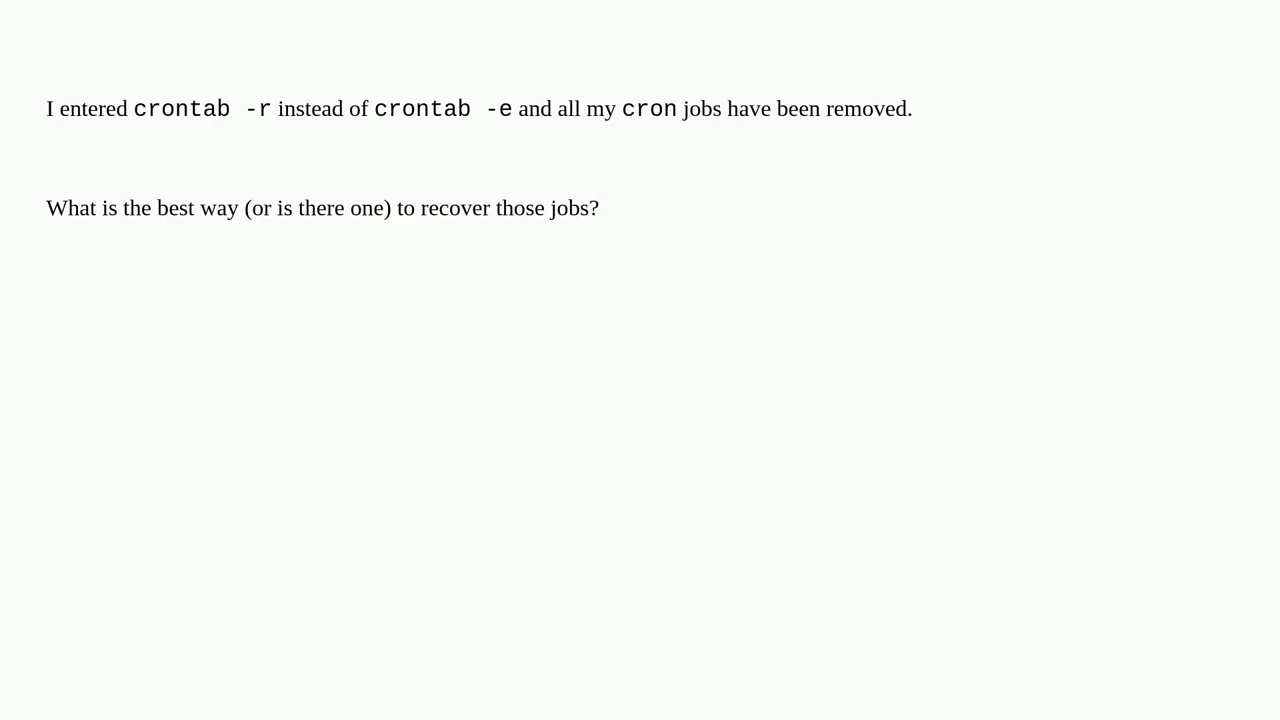 I entered crontab -r instead of crontab -e and all my cron jobs have been removed.
What is the best way (or is there one) to recover those jobs?